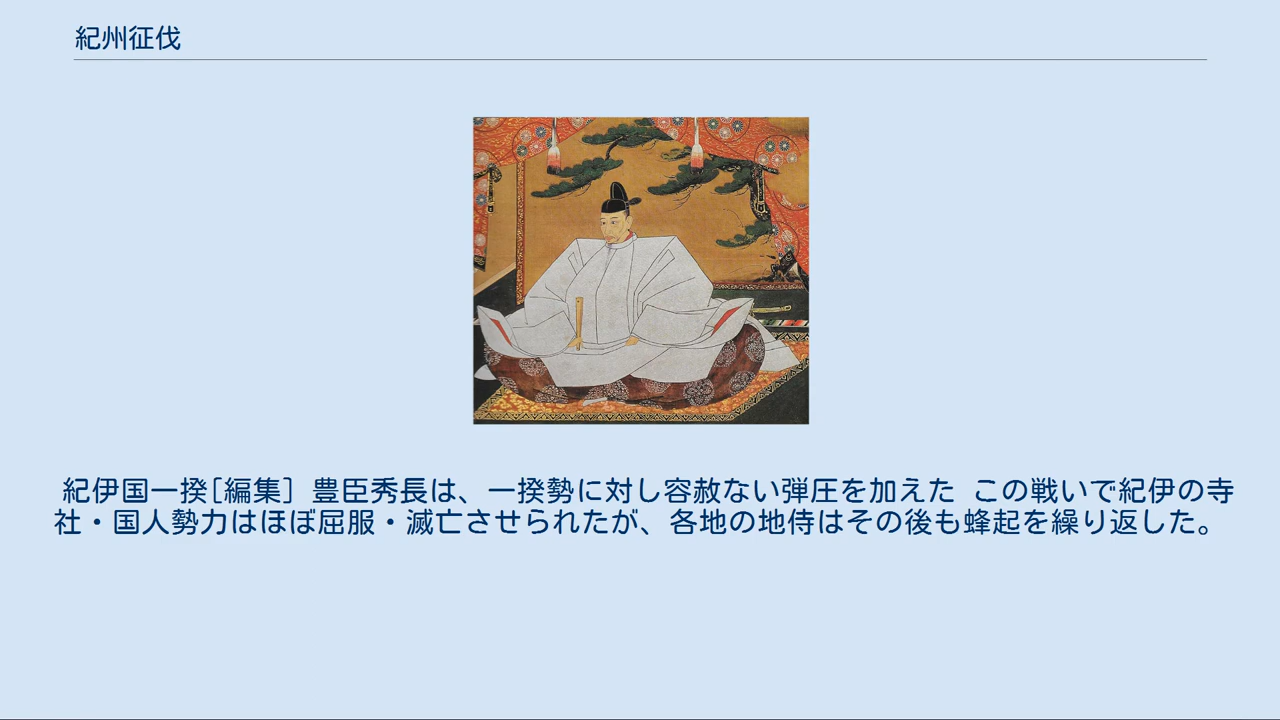 紀州征伐
紀伊国一揆[編集] 豊臣秀長は、一揆勢に対し容赦ない弾圧を加えた この戦いで紀伊の寺
社・国人勢力はほぼ屈服・滅亡させられたが、各地の地侍はその後も蜂起を繰り返した。